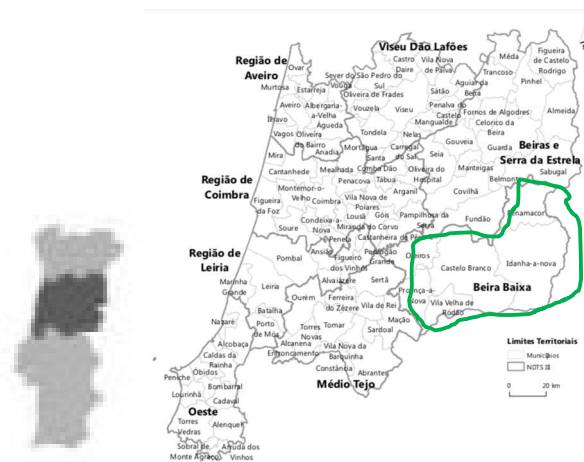 Viseu Dão Lafões
Região de
Aveiro
Ovar
Castro
Daire
Vila Nova
de Paiva
Mêda
Figueira
de Castelo
Rodrigo
Murtosa
Estarreja
Sever do
Vouga
São Pedro do
Sul
Oliveira de Frades
Aguiar da
Beira
Trancoso
Pinhel
Sátão
Aveiro
Albergaria-
a-Velha
Vouzela
Viseu
Penalva do
Castelo
Fornos de Algodres
Almeida
Ílhavo
Águeda
Mangualde
Celorico da
Beira
Vagos
Oliveira
do Bairro
Tondela
Nelas
Gouveia
Guarda
Beiras e
Serra da Estrela
Anadia
Mortágua
Carregal
do Sal
Seia
Mira
Santa
Comba Dão
Manteigas
Sabugal
Cantanhede
Mealhada
Oliveira do
Hospital
Belmonte
Região de
Coimbra
Penacova
Tábua
Covilhã
Montemor-o-
Velho
Coimbra
Arganil
Figueira
da Foz
Vila Nova de
Poiares
Condeixa-a-
Nova
Lousã
Góis
Pampilhosa da
Serra
Fundão
Penamacor
Soure
Miranda do Corvo
Penela
Castanheira de Pêra
Região de
Leiria
Pombal
Ansião
Figueiró
dos Vinhos
Pedrógão
Grande
Oleiros
Castelo Branco
Idanha-a-nova
Alvaiázere
Sertã
Marinha
Grande
Leiria
Ourém
Ferreira
do Zêzere
Vila de Rei
Proença-a-
Nova
Beira Baixa
Vila Velha de
Ródão
Batalha
Mação
Nazaré
Porto
de Mós
Torres
Novas
Tomar
Sardoal
Alcobaça
Alcanena
Vila Nova da
Barquinha
Entroncamento
Caldas da
Rainha
Constância
Abrantes
Óbidos
Peniche
Médio Tejo
Bombarral
Lourinhã
Cadaval
Oeste
Torres
Vedras
Alenquer
Sobral de
Monte Agraço
Arruda dos
Vinhos
Limites Territoriais
Municípios
NUTS III
0 20 km